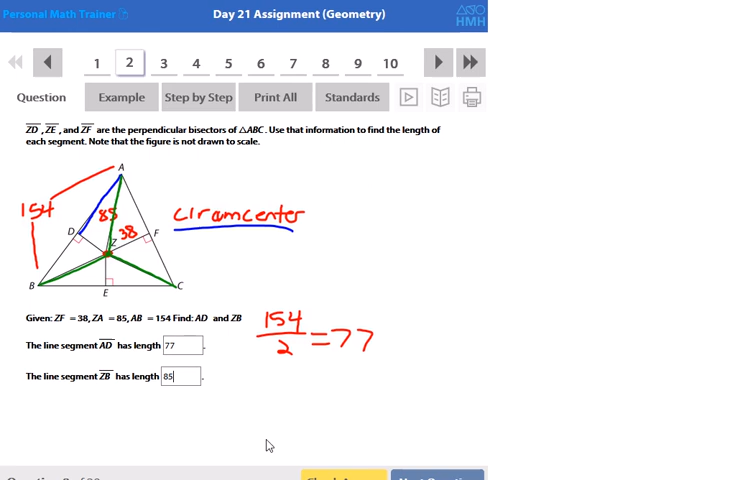 Personal Math Trainer
Day 21 Assignment (Geometry)
HMH
1 2 3 4 5 6 7 8 9 10
Question Example Step by Step Print All Standards
ZD, ZE, and ZF are the perpendicular bisectors of △ABC. Use that information to find the length of
each segment. Note that the figure is not drawn to scale.
A
154
85
circumcenter
D
38
F
Z
B
E
C
Given: ZF = 38, ZA = 85, AB = 154 Find: AD and ZB
154
2
=77
The line segment AD has length 77.
The line segment ZB has length 85.